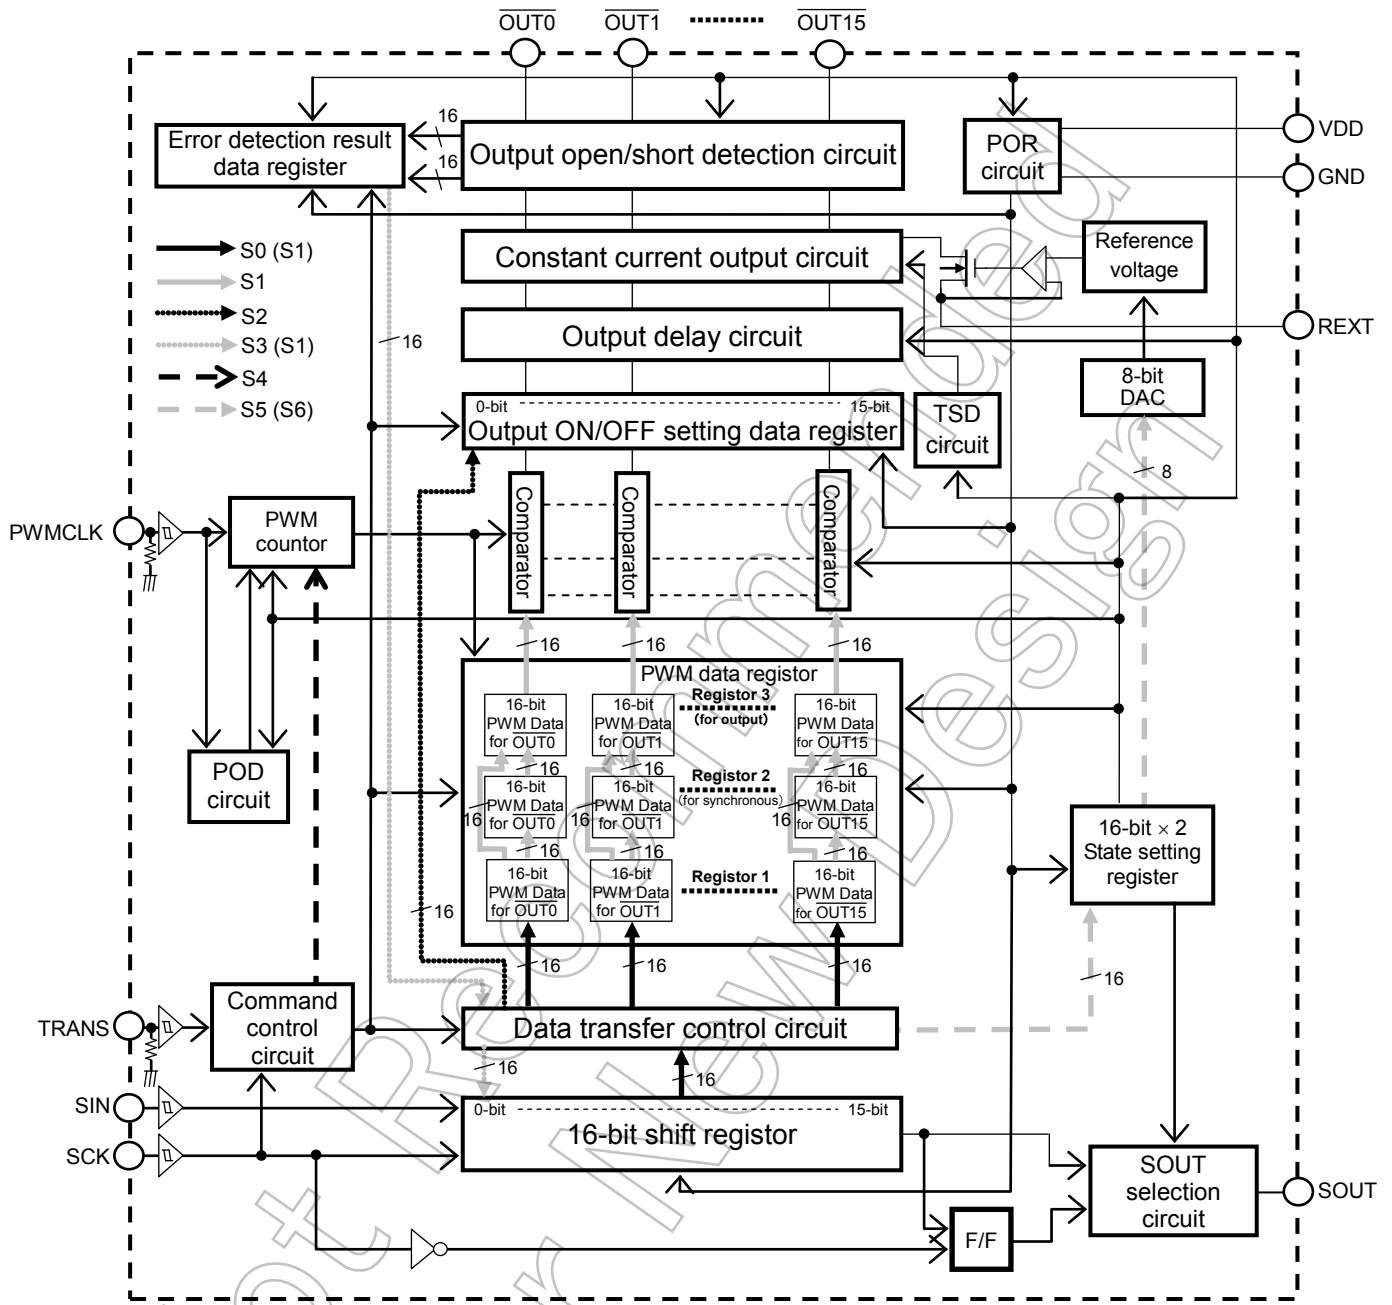 OUT0 OUT1 OUT15
Error detection result
data register
16
16
Output open/short detection circuit
POR
circuit
VDD
GND
S0 (S1)
S1
S2
S3 (S1)
S4
S5 (S6)
16
Constant current output circuit
Reference
voltage
REXT
Output delay circuit
8-bit
DAC
0-bit 15-bit
Output ON/OFF setting data register
TSD
circuit
8
PWMCLK
PWM
countor
Comparator
Comparator
Comparator
16 16 16
PWM data registor
16-bit
PWM Data
for OUT0
16-bit
PWM Data
for OUT1
Registor 3
(for output)
16-bit
PWM Data
for OUT15
16 16 16
POD
circuit
16
16-bit
PWM Data
for OUT0
16
16-bit
PWM Data
for OUT1
Registor 2
(for synchronous)
16
16-bit
PWM Data
for OUT15
16 16 16
16-bit
PWM Data
for OUT0
16-bit
PWM Data
for OUT1
Registor 1
16-bit
PWM Data
for OUT15
16-bit × 2
State setting
register
16
16 16 16
16
TRANS
Command
control
circuit
Data transfer control circuit
16
16
SIN
SCK
0-bit 15-bit
16-bit shift registor
SOUT
selection
circuit
SOUT
F/F
Not Recommended
for New Design